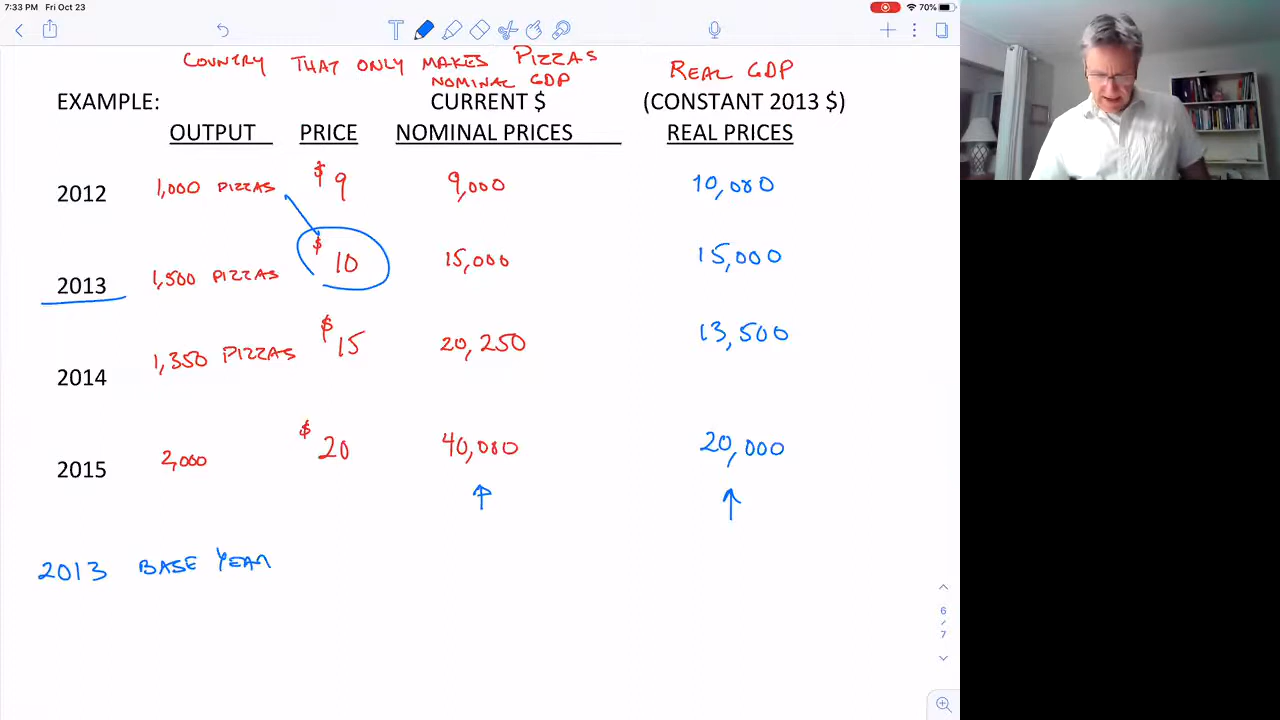 7:33 PM Fri Oct 23 70%
T
COUNTRY THAT ONLY MAKES PIZZAS
NOMINAL GDP REAL GDP
EXAMPLE: CURRENT $ (CONSTANT 2013 $)
OUTPUT PRICE NOMINAL PRICES REAL PRICES
2012 1,000 PIZZAS $9 9,000 10,000
2013 1,500 PIZZAS $10 15,000 15,000
2014 1,350 PIZZAS $15 20,250 13,500
2015 2,000 $20 40,000 20,000
2013 BASE YEAR
6
/
7